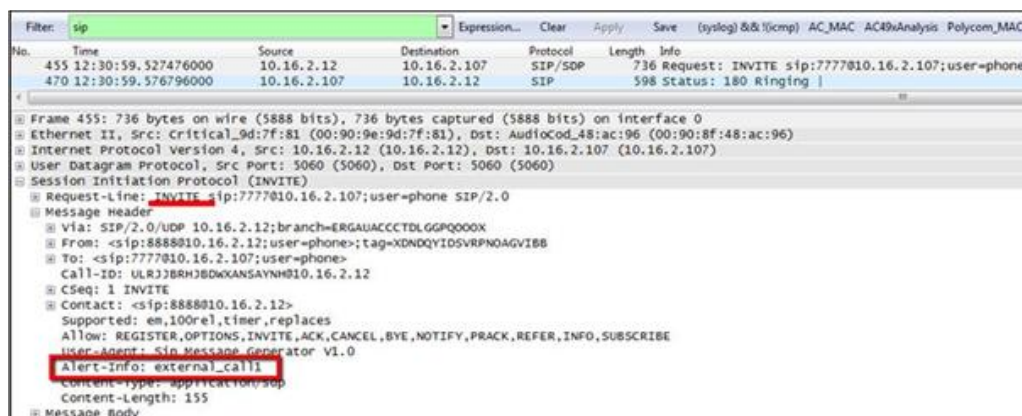 Filter: sip Expression... Clear Apply Save (syslog) && !(icmp) AC_MAC AC49xAnalysis Polycom_MAC
No. Time Source Destination Protocol Length Info
455 12:30:59.527476000 10.16.2.12 10.16.2.107 SIP/SDP 736 Request: INVITE sip:7777@10.16.2.107;user=phone
470 12:30:59.576796000 10.16.2.107 10.16.2.12 SIP 598 Status: 180 Ringing |
Frame 455: 736 bytes on wire (5888 bits), 736 bytes captured (5888 bits) on interface 0
Ethernet II, Src: Critical_9d:7f:81 (00:90:9e:9d:7f:81), Dst: AudioCod_48:ac:96 (00:90:8f:48:ac:96)
Internet Protocol Version 4, Src: 10.16.2.12 (10.16.2.12), Dst: 10.16.2.107 (10.16.2.107)
User Datagram Protocol, Src Port: 5060 (5060), Dst Port: 5060 (5060)
Session Initiation Protocol (INVITE)
Request-Line: INVITE sip:7777@10.16.2.107;user=phone SIP/2.0
Message Header
Via: SIP/2.0/UDP 10.16.2.12;branch=ERGAUACCCTDLGGPQOOOX
From: <sip:8888@10.16.2.12;user=phone>;tag=XDNDQYIDSVRPNOAGVIBB
To: <sip:7777@10.16.2.107;user=phone>
Call-ID: ULRJJBRHJBDWXANSAYNH@10.16.2.12
CSeq: 1 INVITE
Contact: <sip:8888@10.16.2.12>
Supported: em,100rel,timer,replaces
Allow: REGISTER,OPTIONS,INVITE,ACK,CANCEL,BYE,NOTIFY,PRACK,REFER,INFO,SUBSCRIBE
User-Agent: Sip Message Generator V1.0
Alert-Info: external_call1
Content-Type: application/sdp
Content-Length: 155
Message Body